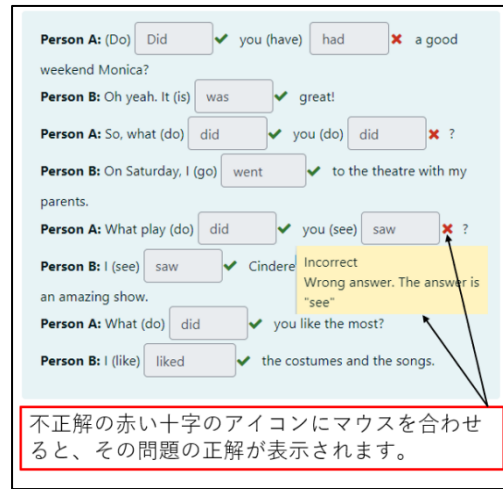 Person A: (Do) Did you (have) had a good
weekend Monica?
Person B: Oh yeah. It (is) was great!
Person A: So, what (do) did you (do) did ?
Person B: On Saturday, I (go) went to the theatre with my
parents.
Person A: What play (do) did you (see) saw ?
Person B: I (see) saw Cindere
an amazing show.
Incorrect
Wrong answer. The answer is
"see"
Person A: What (do) did you like the most?
Person B: I (like) liked the costumes and the songs.
不正解の赤い十字のアイコンにマウスを合わせ
ると、その問題の正解が表示されます。